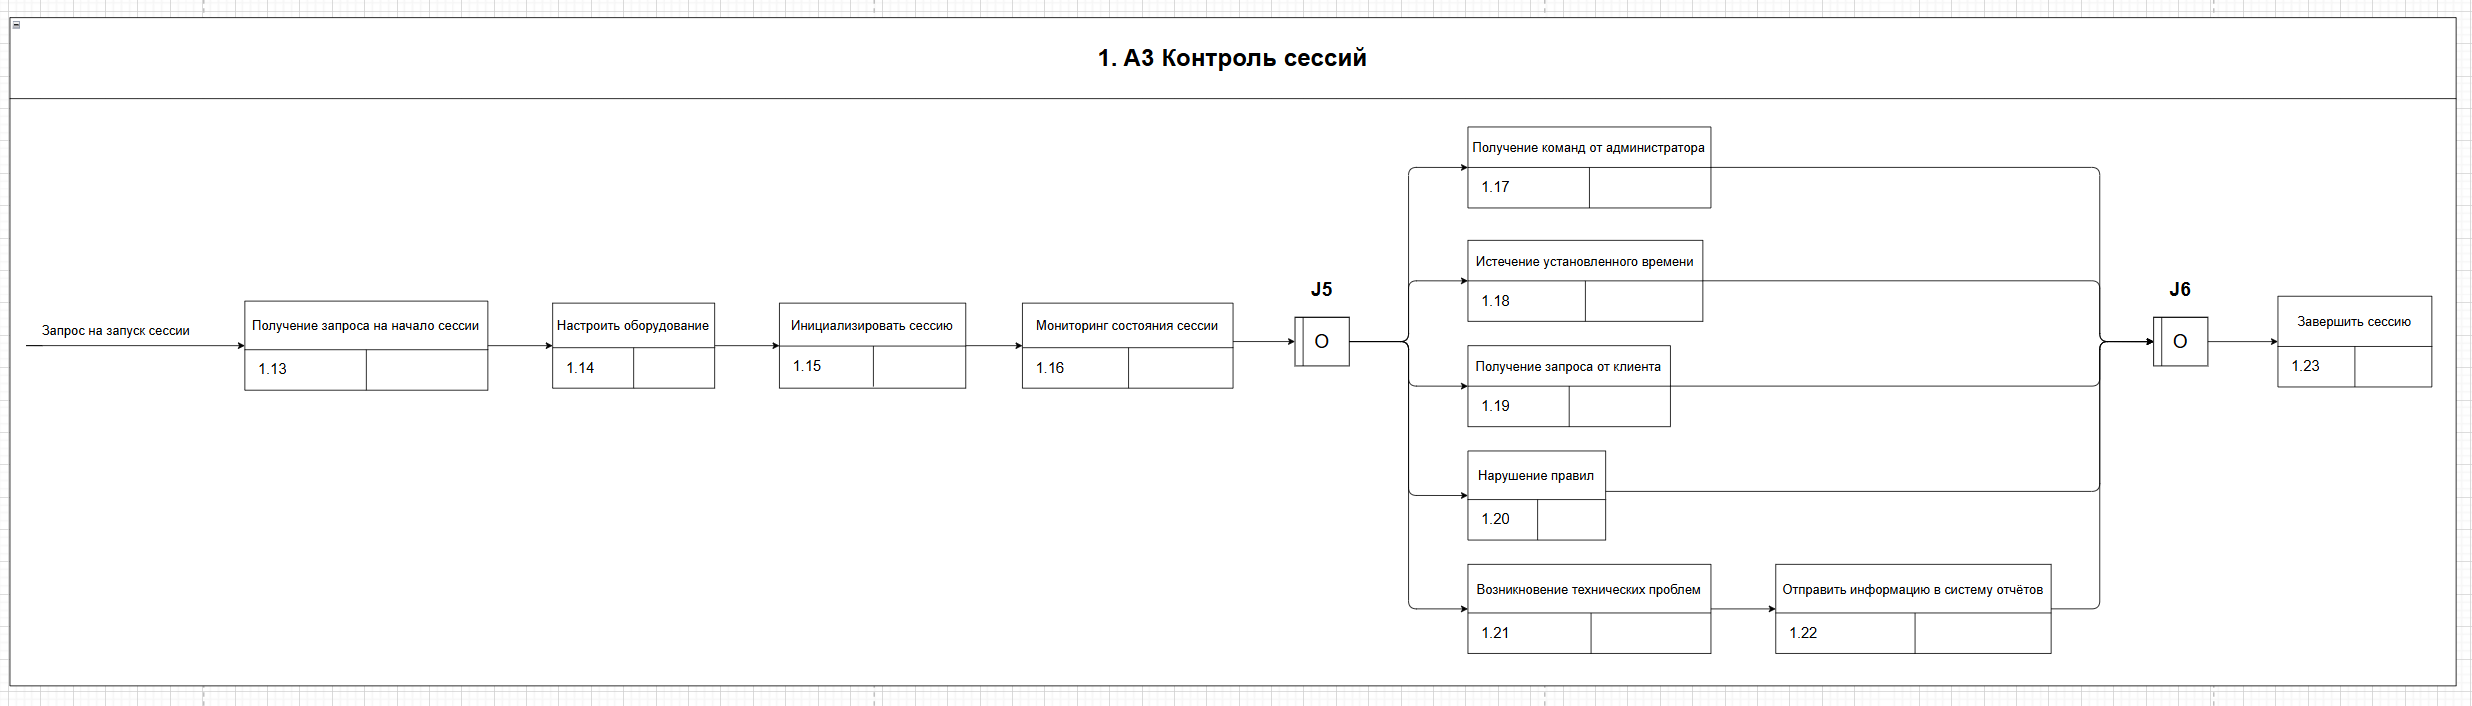 1. А3 Контроль сессий
Запрос на запуск сессии
Получение запроса на начало сессии
1.13
Настроить оборудование
1.14
Инициализировать сессию
1.15
Мониторинг состояния сессии
1.16
J5
O
Получение команд от администратора
1.17
Истечение установленного времени
1.18
Получение запроса от клиента
1.19
Нарушение правил
1.20
Возникновение технических проблем
1.21
Отправить информацию в систему отчётов
1.22
J6
O
Завершить сессию
1.23